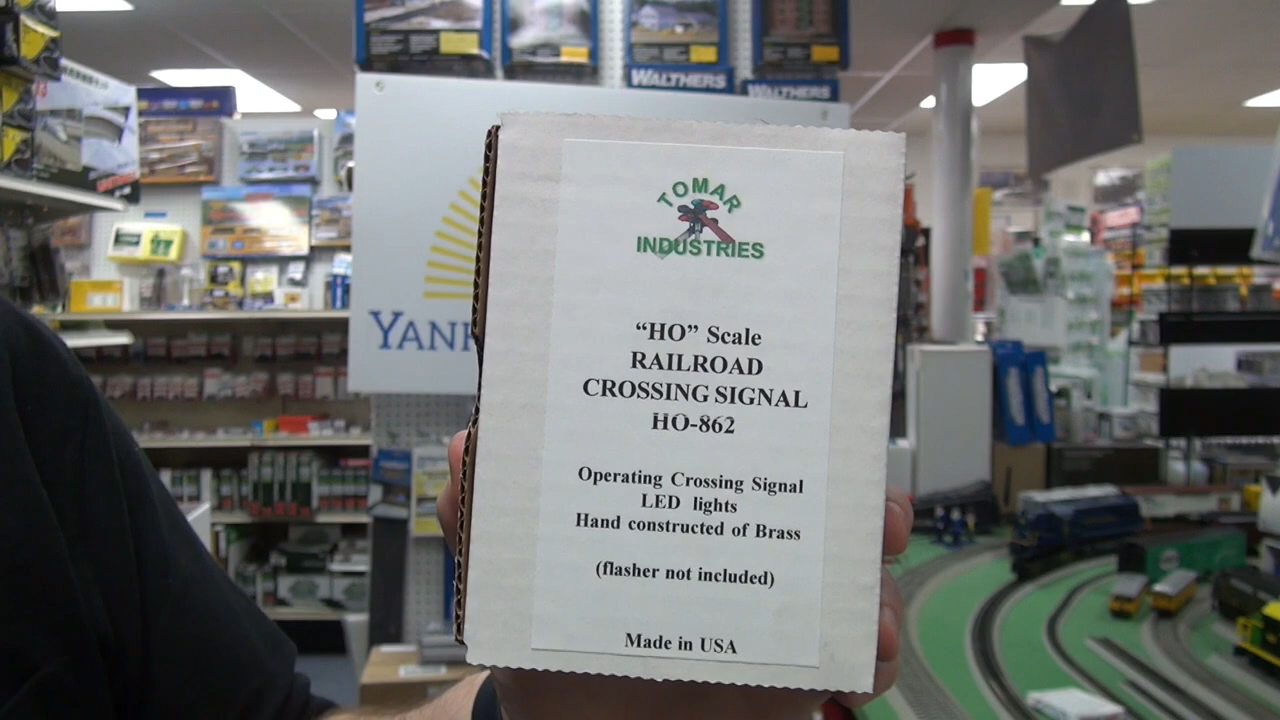 WALTHERS
WALTHERS
YANK
TOMAR
INDUSTRIES
“HO” Scale
RAILROAD
CROSSING SIGNAL
HO-862
Operating Crossing Signal
LED lights
Hand constructed of Brass
(flasher not included)
Made in USA